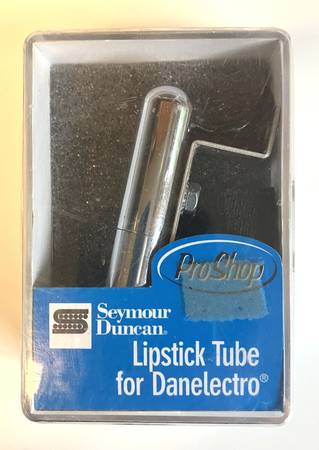 ProShop
Seymour
Duncan®
Lipstick Tube
for Danelectro®